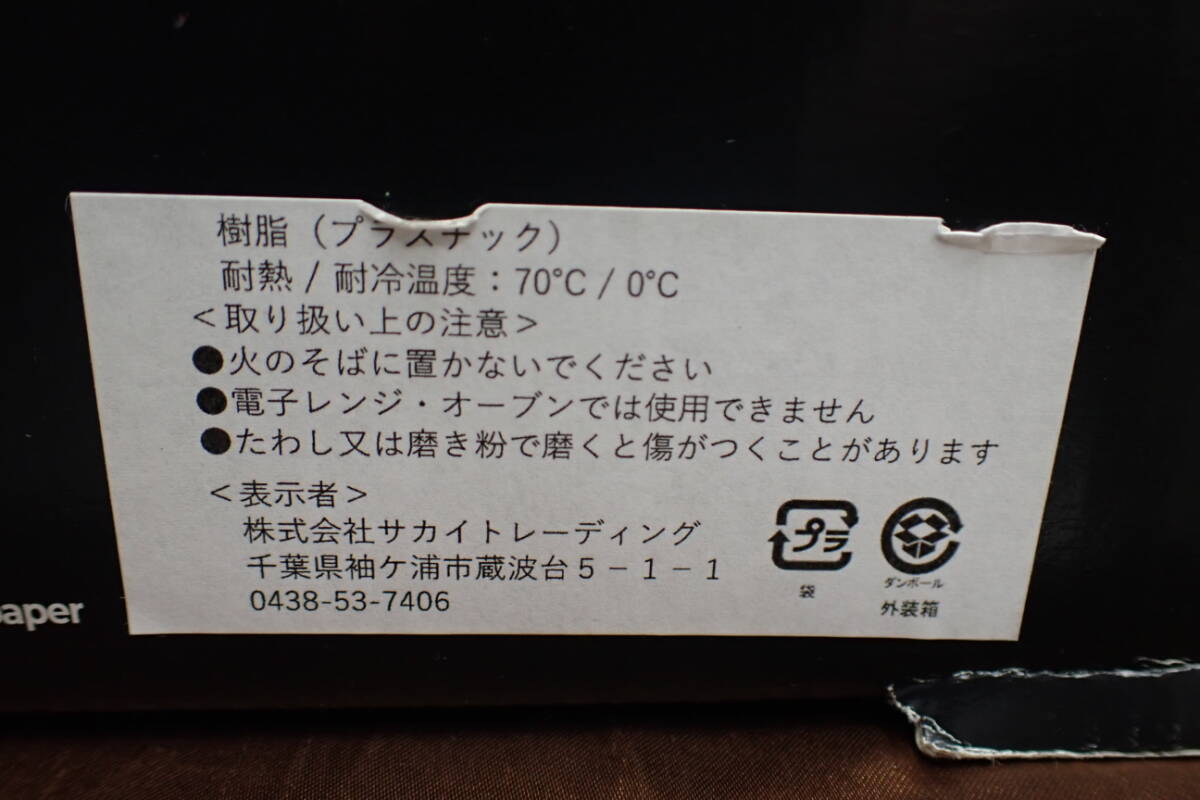 樹脂（プラスチック）
耐熱 / 耐冷温度：70℃ / 0℃
＜取り扱い上の注意＞
●火のそばに置かないでください
●電子レンジ・オーブンでは使用できません
●たわし又は磨き粉で磨くと傷がつくことがあります
＜表示者＞
株式会社サカイトレーディング
千葉県袖ケ浦市蔵波台５－１－１
0438-53-7406
プラ
袋
ダンボール
外装箱
paper